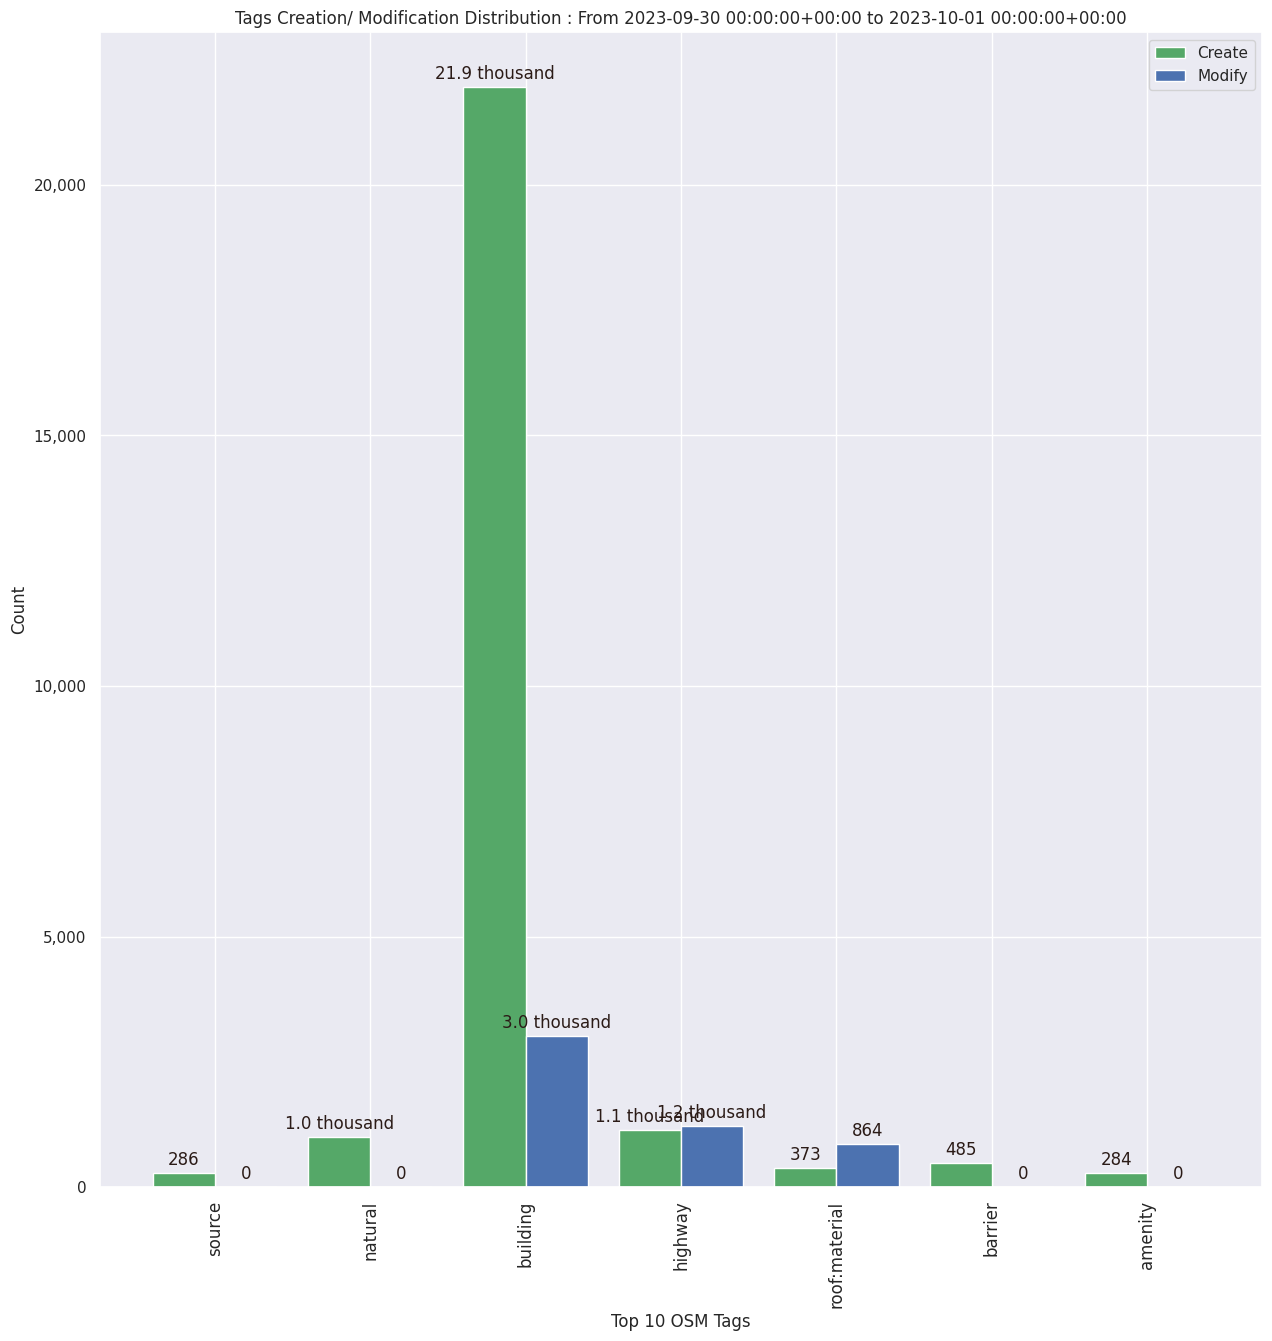 Tags Creation/ Modification Distribution : From 2023-09-30 00:00:00+00:00 to 2023-10-01 00:00:00+00:00
Create
Modify
21.9 thousand
20,000
15,000
10,000
5,000
0
Count
3.0 thousand
1.0 thousand
1.1 thousand
1.2 thousand
286
0
0
373
864
485
0
284
0
source
natural
building
highway
roof:material
barrier
amenity
Top 10 OSM Tags